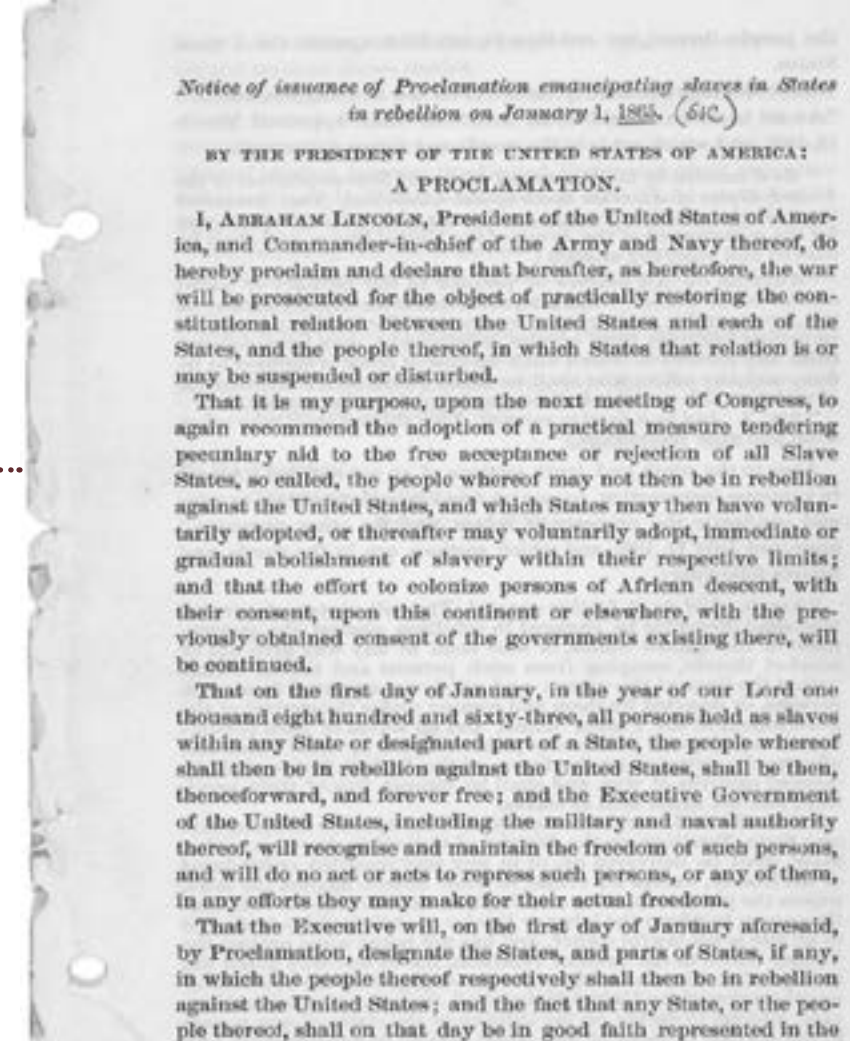 Notice of issuance of Proclamation emancipating slaves in States
in rebellion on January 1, 1865. (SIC)
BY THE PRESIDENT OF THE UNITED STATES OF AMERICA:
A PROCLAMATION.
I, ABRAHAM LINCOLN, President of the United States of Amer-
ica, and Commander-in-chief of the Army and Navy thereof, do
hereby proclaim and declare that hereafter, as heretofore, the war
will be prosecuted for the object of practically restoring the con-
stitutional relation between the United States and each of the
States, and the people thereof, in which States that relation is or
may be suspended or disturbed.
That it is my purpose, upon the next meeting of Congress, to
again recommend the adoption of a practical measure tendering
pecuniary aid to the free acceptance or rejection of all Slave
States, so called, the people whereof may not then be in rebellion
against the United States, and which States may then have volun-
tarily adopted, or thereafter may voluntarily adopt, immediate or
gradual abolishment of slavery within their respective limits;
and that the effort to colonize persons of African descent, with
their consent, upon this continent or elsewhere, with the pre-
viously obtained consent of the governments existing there, will
be continued.
That on the first day of January, in the year of our Lord one
thousand eight hundred and sixty-three, all persons held as slaves
within any State or designated part of a State, the people whereof
shall then be in rebellion against the United States, shall be then,
thenceforward, and forever free; and the Executive Government
of the United States, including the military and naval authority
thereof, will recognise and maintain the freedom of such persons,
and will do no act or acts to repress such persons, or any of them,
in any efforts they may make for their actual freedom.
That the Executive will, on the first day of January aforesaid,
by Proclamation, designate the States, and parts of States, if any,
in which the people thereof respectively shall then be in rebellion
against the United States; and the fact that any State, or the peo-
ple thereof, shall on that day be in good faith represented in the